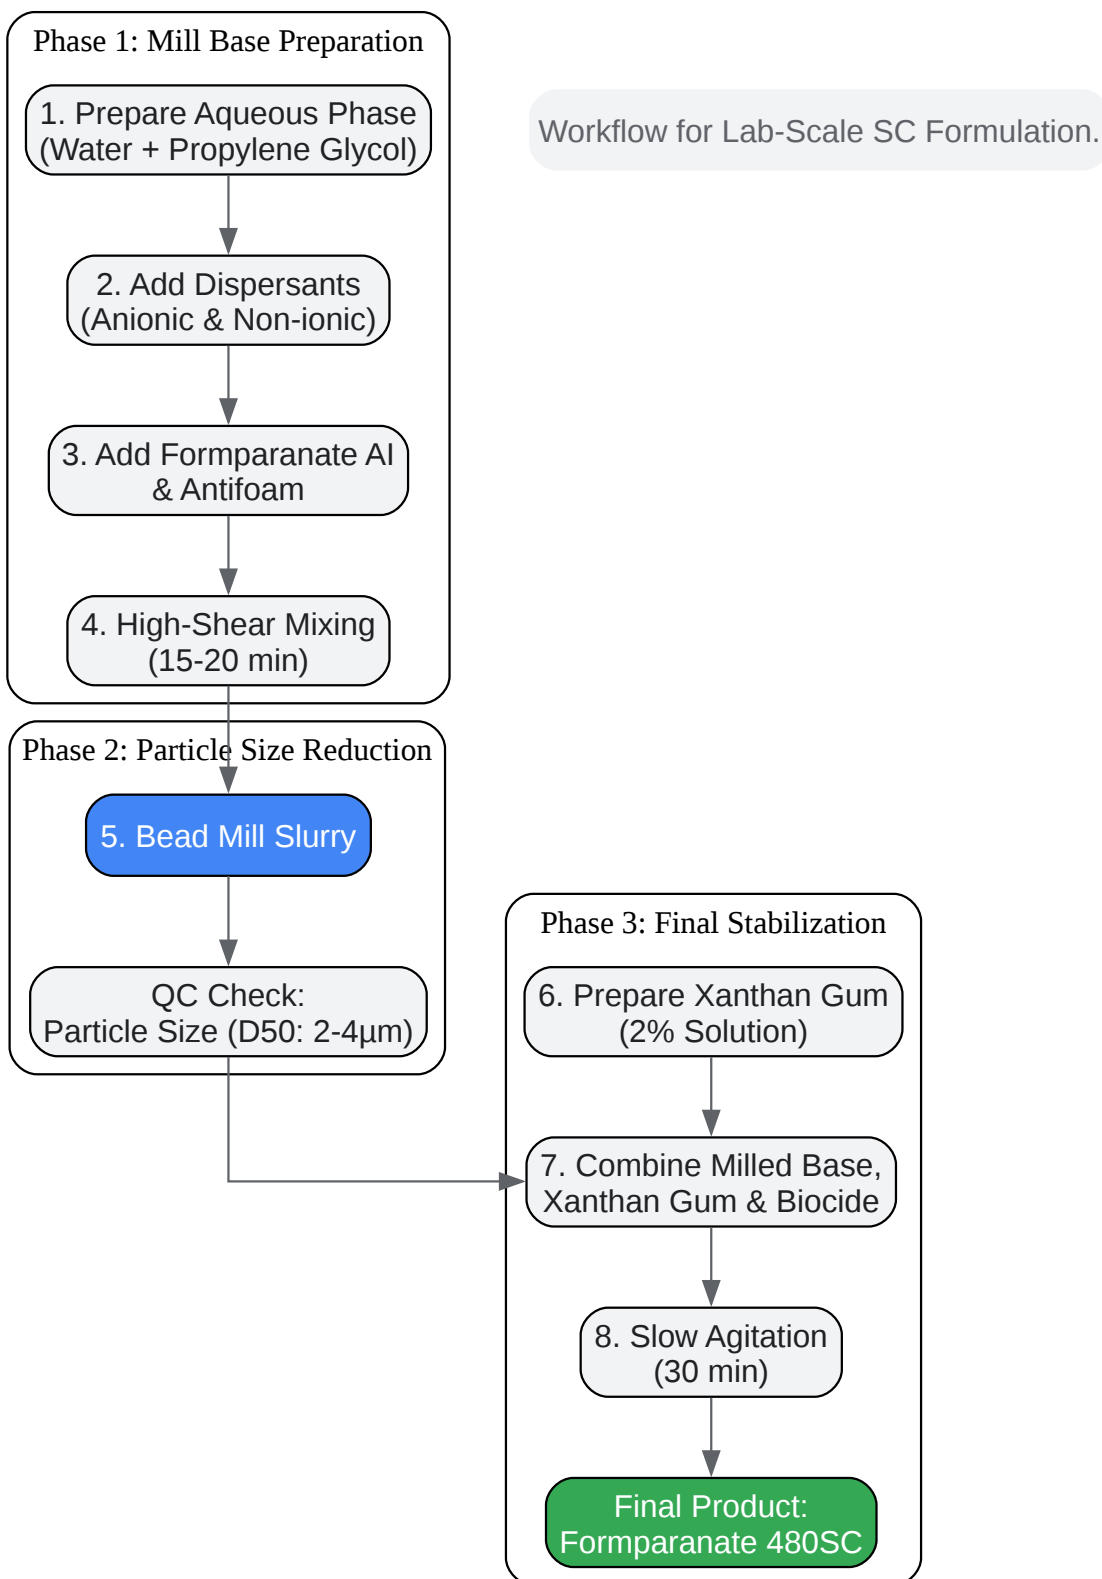 Phase 1: Mill Base Preparation
1. Prepare Aqueous Phase
(Water + Propylene Glycol)
Workflow for Lab-Scale SC Formulation.
2. Add Dispersants
(Anionic & Non-ionic)
3. Add Formparanate AI
& Antifoam
4. High-Shear Mixing
(15-20 min)
Phase 2: Particle Size Reduction
5. Bead Mill Slurry
QC Check:
Particle Size (D50: 2-4µm)
Phase 3: Final Stabilization
6. Prepare Xanthan Gum
(2% Solution)
7. Combine Milled Base,
Xanthan Gum & Biocide
8. Slow Agitation
(30 min)
Final Product:
Formparanate 480SC